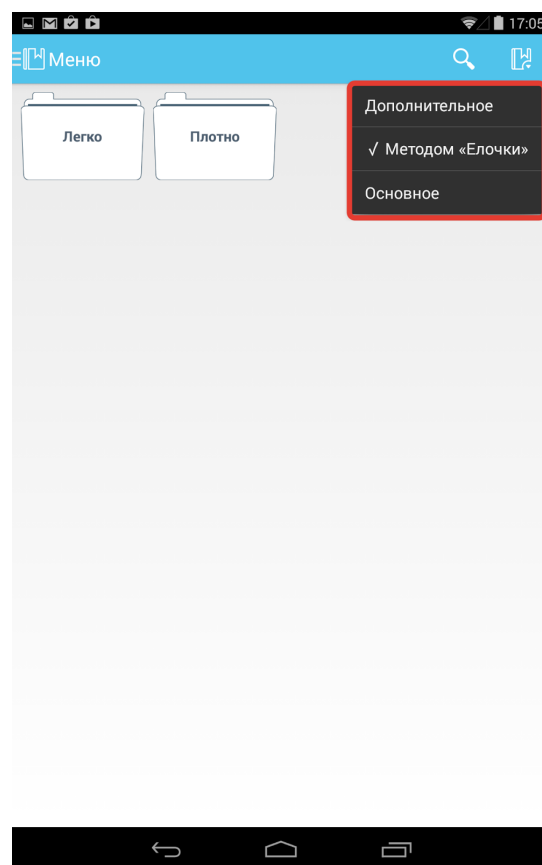 17:05
Меню
Легко
Плотно
Дополнительное
√ Методом «Елочки»
Основное